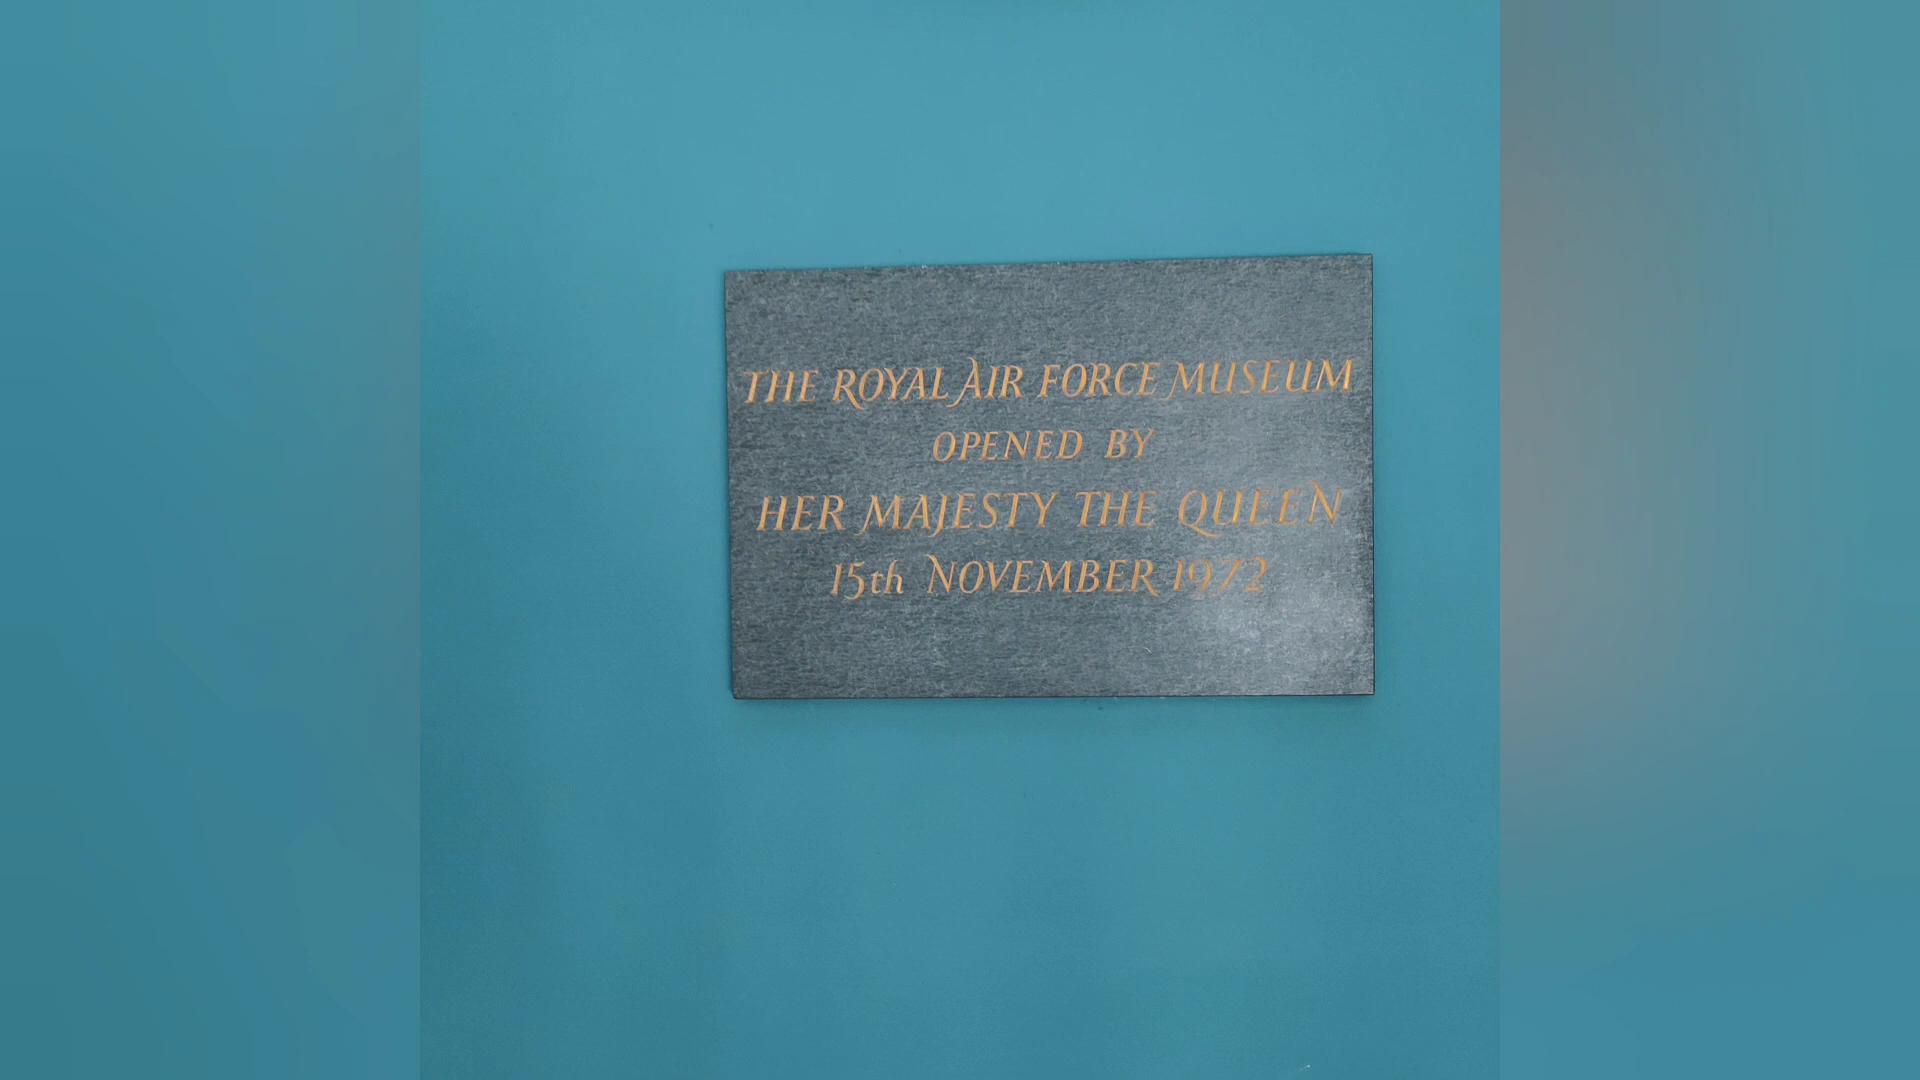 THE ROYAL AIR FORCE MUSEUM
OPENED BY
HER MAJESTY THE QUEEN
15th NOVEMBER 1972